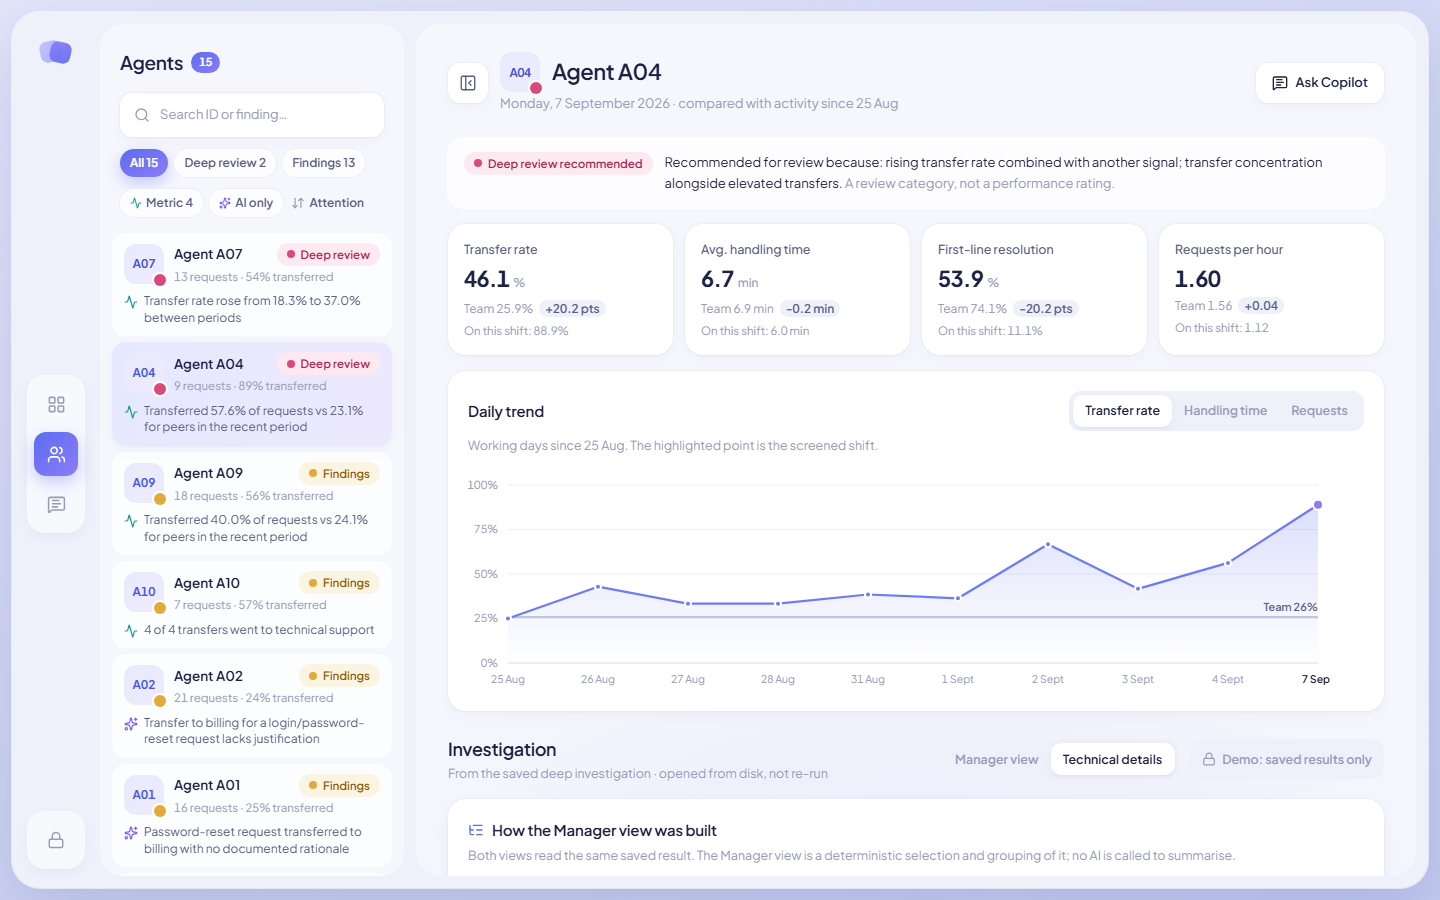 Agents 15
Search ID or finding...
All 15 Deep review 2 Findings 13
Metric 4 AI only Attention
A07 Agent A07 Deep review
13 requests · 54% transferred
Transfer rate rose from 18.3% to 37.0%
between periods
A04 Agent A04 Deep review
9 requests · 89% transferred
Transferred 57.6% of requests vs 23.1%
for peers in the recent period
A09 Agent A09 Findings
18 requests · 56% transferred
Transferred 40.0% of requests vs 24.1%
for peers in the recent period
A10 Agent A10 Findings
7 requests · 57% transferred
4 of 4 transfers went to technical support
A02 Agent A02 Findings
21 requests · 24% transferred
Transfer to billing for a login/password-
reset request lacks justification
A01 Agent A01 Findings
16 requests · 25% transferred
Password-reset request transferred to
billing with no documented rationale
A04 Agent A04
Monday, 7 September 2026 · compared with activity since 25 Aug
Ask Copilot
Deep review recommended
Recommended for review because: rising transfer rate combined with another signal; transfer concentration
alongside elevated transfers. A review category, not a performance rating.
Transfer rate
46.1 %
Team 25.9% +20.2 pts
On this shift: 88.9%
Avg. handling time
6.7 min
Team 6.9 min -0.2 min
On this shift: 6.0 min
First-line resolution
53.9 %
Team 74.1% -20.2 pts
On this shift: 11.1%
Requests per hour
1.60
Team 1.56 +0.04
On this shift: 1.12
Daily trend
Transfer rate Handling time Requests
Working days since 25 Aug. The highlighted point is the screened shift.
100%
75%
50%
25%
0%
Team 26%
25 Aug 26 Aug 27 Aug 28 Aug 31 Aug 1 Sept 2 Sept 3 Sept 4 Sept 7 Sep
Investigation
From the saved deep investigation · opened from disk, not re-run
Manager view Technical details Demo: saved results only
How the Manager view was built
Both views read the same saved result. The Manager view is a deterministic selection and grouping of it; no AI is called to summarise.